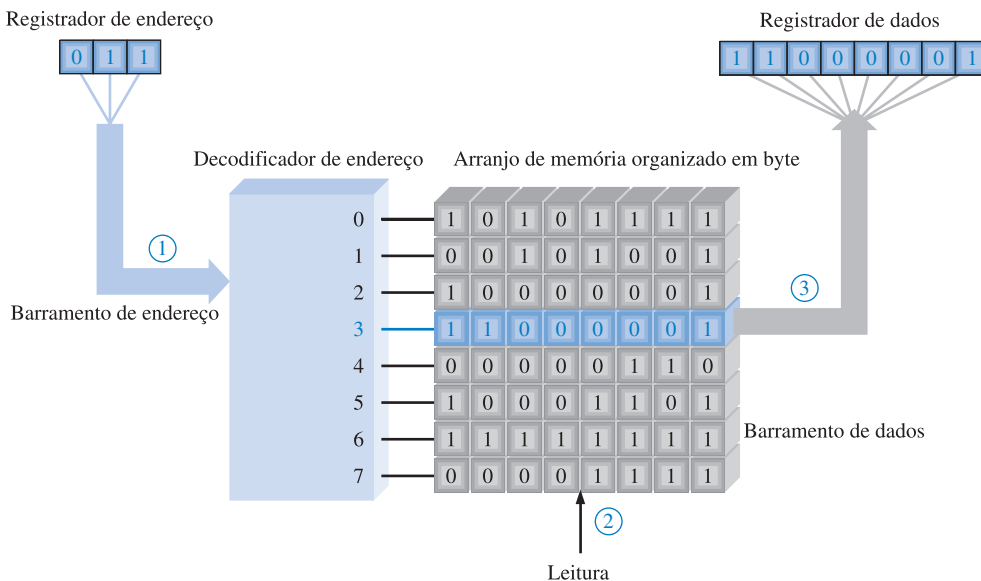 Registrador de endereço
0 1 1
Registrador de dados
1 1 0 0 0 0 0 1
Decodificador de endereço
Arranjo de memória organizado em byte
0 1 0 1 0 1 1 1 1
1 0 0 1 0 1 0 0 1
2 1 0 0 0 0 0 0 1
3 1 1 0 0 0 0 0 1
4 0 0 0 0 0 1 1 0
5 1 0 0 0 1 1 0 1
6 1 1 1 1 1 1 1 1
7 0 0 0 0 1 1 1 1
1
Barramento de endereço
3
Barramento de dados
2
Leitura